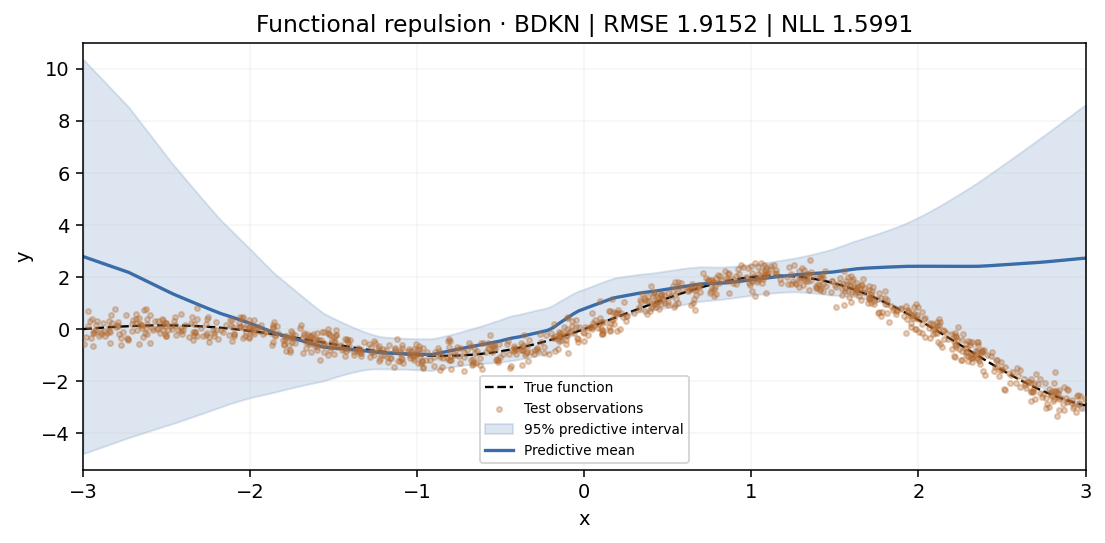 Functional repulsion · BDKN | RMSE 1.9152 | NLL 1.5991
10
8
6
4
2
0
−2
−4
y
True function
Test observations
95% predictive interval
Predictive mean
−3
−2
−1
0
1
2
3
x